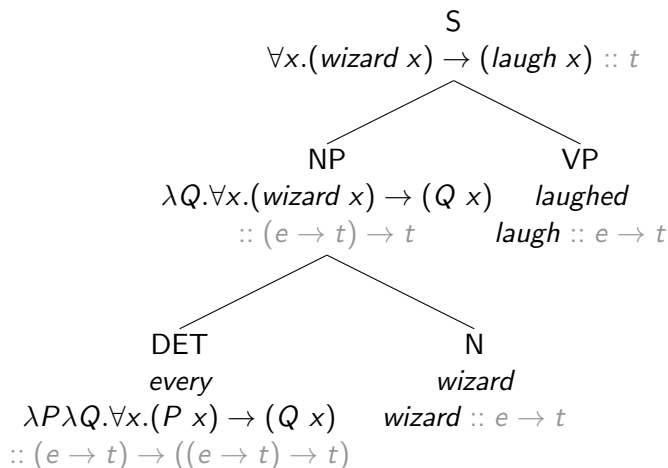 S
∀x.(wizard x) → (laugh x) :: t
NP
VP
λQ.∀x.(wizard x) → (Q x)
laughed
:: (e → t) → t
laugh :: e → t
DET
N
every
wizard
λPλQ.∀x.(P x) → (Q x)
wizard :: e → t
:: (e → t) → ((e → t) → t)